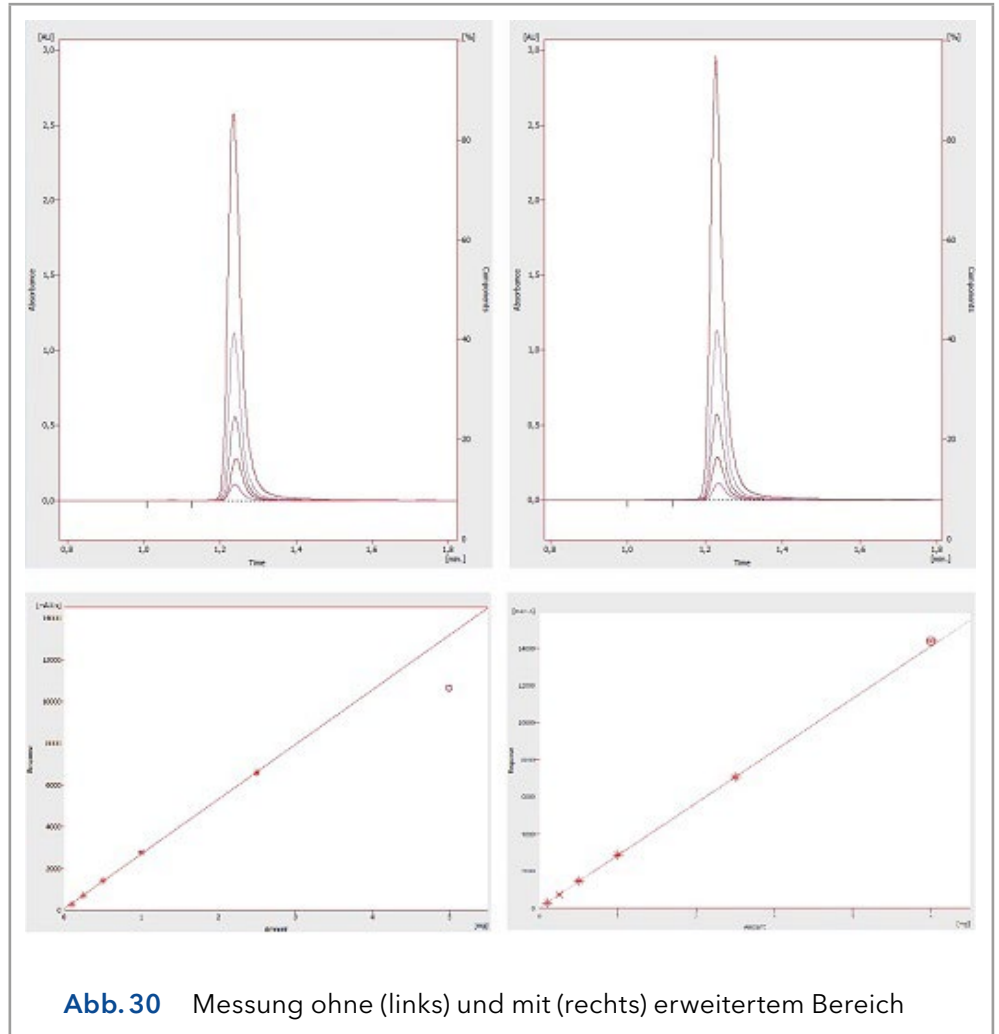 [AU]
[%]
3,0
2,5
2,0
1,5
1,0
0,5
0,0
80
60
40
20
0
Absorbance
Components
0,8 1,0 1,2 1,4 1,6 1,8
Time
[min.]
[AU]
[%]
3,0
2,5
2,0
1,5
1,0
0,5
0,0
80
60
40
20
0
Absorbance
Components
0,8 1,0 1,2 1,4 1,6 1,8
Time
[min.]
10000
6000
4000
2000
0
Response
0 1 2 3 4 5
Amount
14000
12000
10000
0
Response
0
Amount
Abb. 30 Messung ohne (links) und mit (rechts) erweitertem Bereich